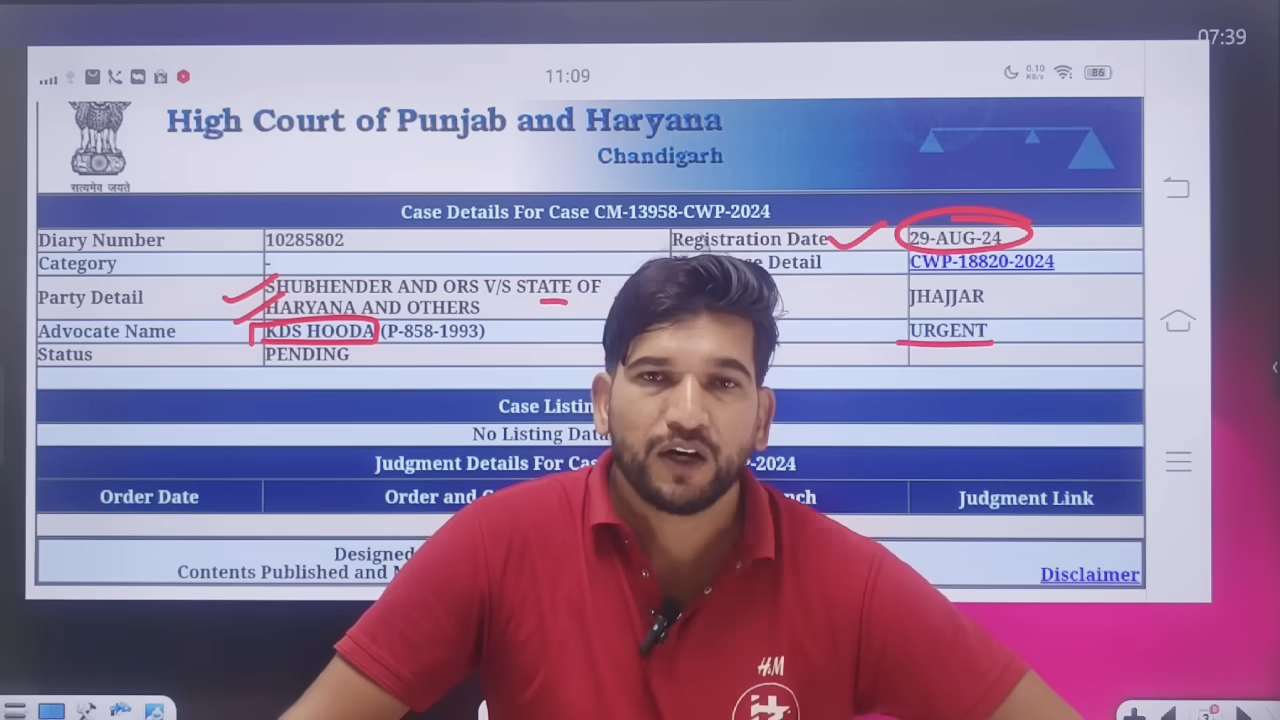 07:39
11:09
0.10
KB/s
86
High Court of Punjab and Haryana
Chandigarh
सत्यमेव जयते
Case Details For Case CM-13958-CWP-2024
Diary Number 10285802 Registration Date 29-AUG-24
Category - Detail CWP-18820-2024
Party Detail SHUBHENDER AND ORS V/S STATE OF HARYANA AND OTHERS JHAJJAR
Advocate Name KDS HOODA (P-858-1993) URGENT
Status PENDING
Case Listin
No Listing Data
Judgment Details For Cas -2024
Order Date Order and nch Judgment Link
Designed
Contents Published and
Disclaimer
H&M